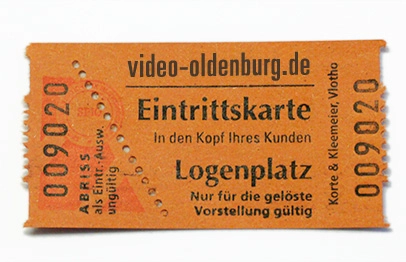 video-oldenburg.de
Eintrittskarte
In den Kopf Ihres Kunden
Logenplatz
Nur für die gelöste
Vorstellung gültig
009020
ABRISS
als Eintr.-Ausw.
ungültig
Korte & Kleemeier, Vlotho
009020